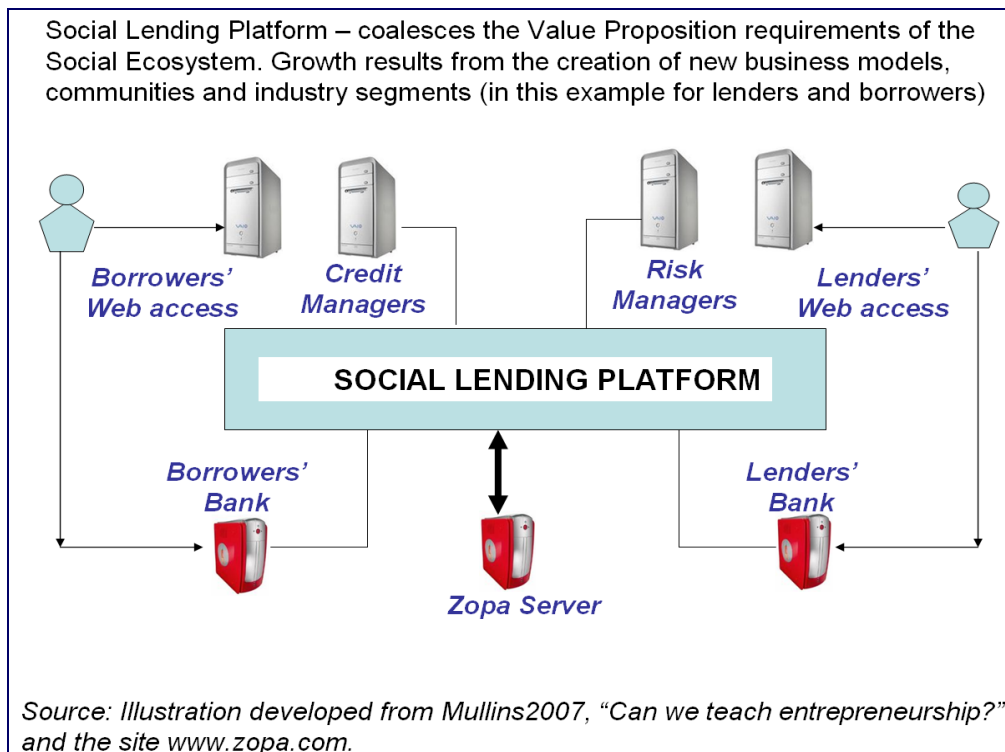 Social Lending Platform – coalesces the Value Proposition requirements of the
Social Ecosystem. Growth results from the creation of new business models,
communities and industry segments (in this example for lenders and borrowers)
Borrowers’
Web access
Credit
Managers
Risk
Managers
Lenders’
Web access
SOCIAL LENDING PLATFORM
Borrowers’
Bank
Lenders’
Bank
Zopa Server
Source: Illustration developed from Mullins2007, “Can we teach entrepreneurship?”
and the site www.zopa.com.